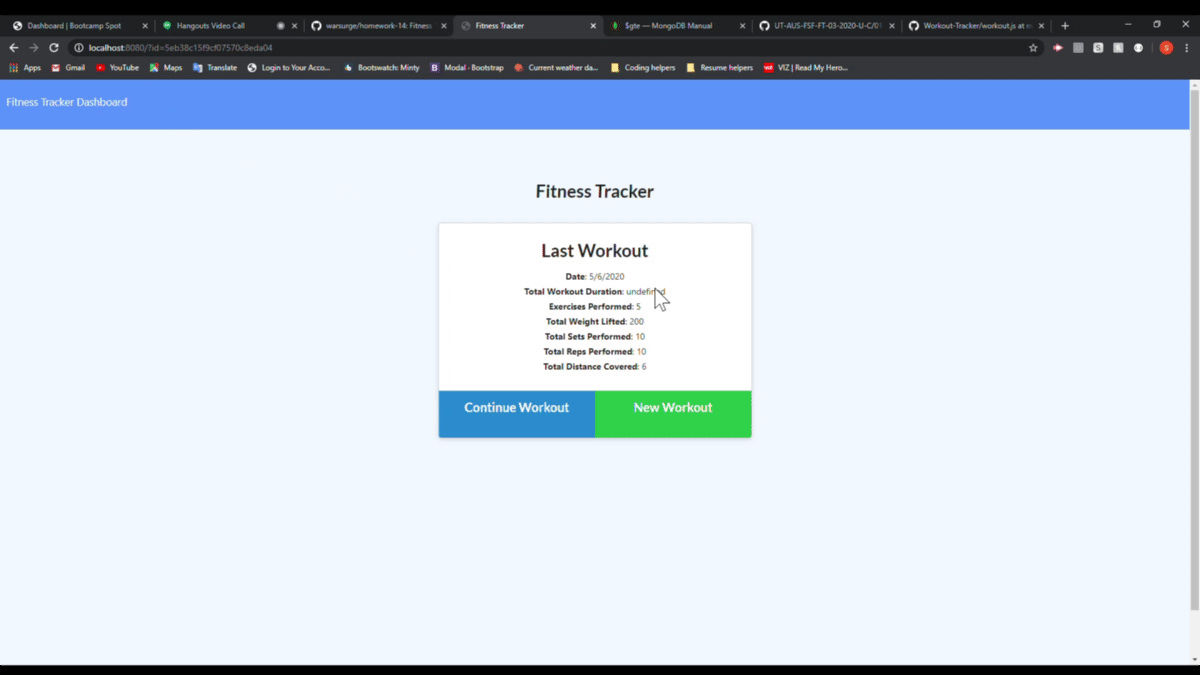 Dashboard | Bootcamp Spot
Hangouts Video Call
warsurge/homework-14: Fitness
Fitness Tracker
$gte — MongoDB Manual
UT-AUS-FSF-FT-03-2020-U-C/01
Workout-Tracker/workout.js at m
localhost:8080/?id=5eb38c15f9cf07570c8eda04
Apps
Gmail
YouTube
Maps
Translate
Login to Your Acco...
Bootswatch: Minty
Modal · Bootstrap
Current weather da...
Coding helpers
Resume helpers
VIZ | Read My Hero...
Fitness Tracker Dashboard
Fitness Tracker
Last Workout
Date: 5/6/2020
Total Workout Duration: undefined
Exercises Performed: 5
Total Weight Lifted: 200
Total Sets Performed: 10
Total Reps Performed: 10
Total Distance Covered: 6
Continue Workout
New Workout